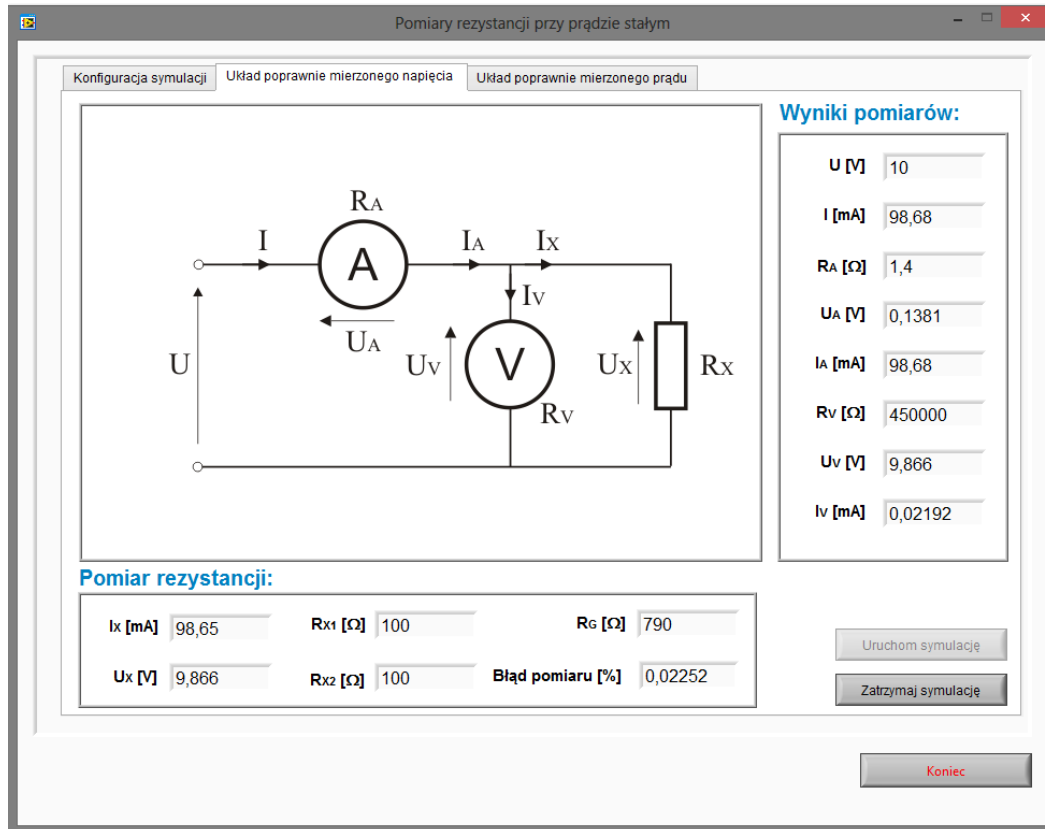 Pomiary rezystancji przy prądzie stałym
Konfiguracja symulacji
Układ poprawnie mierzonego napięcia
Układ poprawnie mierzonego prądu
RA
I
A
IA
IX
IV
UA
U
UV
V
RV
UX
RX
Wyniki pomiarów:
U [V] 10
I [mA] 98,68
RA [Ω] 1,4
UA [V] 0,1381
IA [mA] 98,68
RV [Ω] 450000
UV [V] 9,866
IV [mA] 0,02192
Pomiar rezystancji:
IX [mA] 98,65 RX1 [Ω] 100 RG [Ω] 790
UX [V] 9,866 RX2 [Ω] 100 Błąd pomiaru [%] 0,02252
Uruchom symulację
Zatrzymaj symulację
Koniec